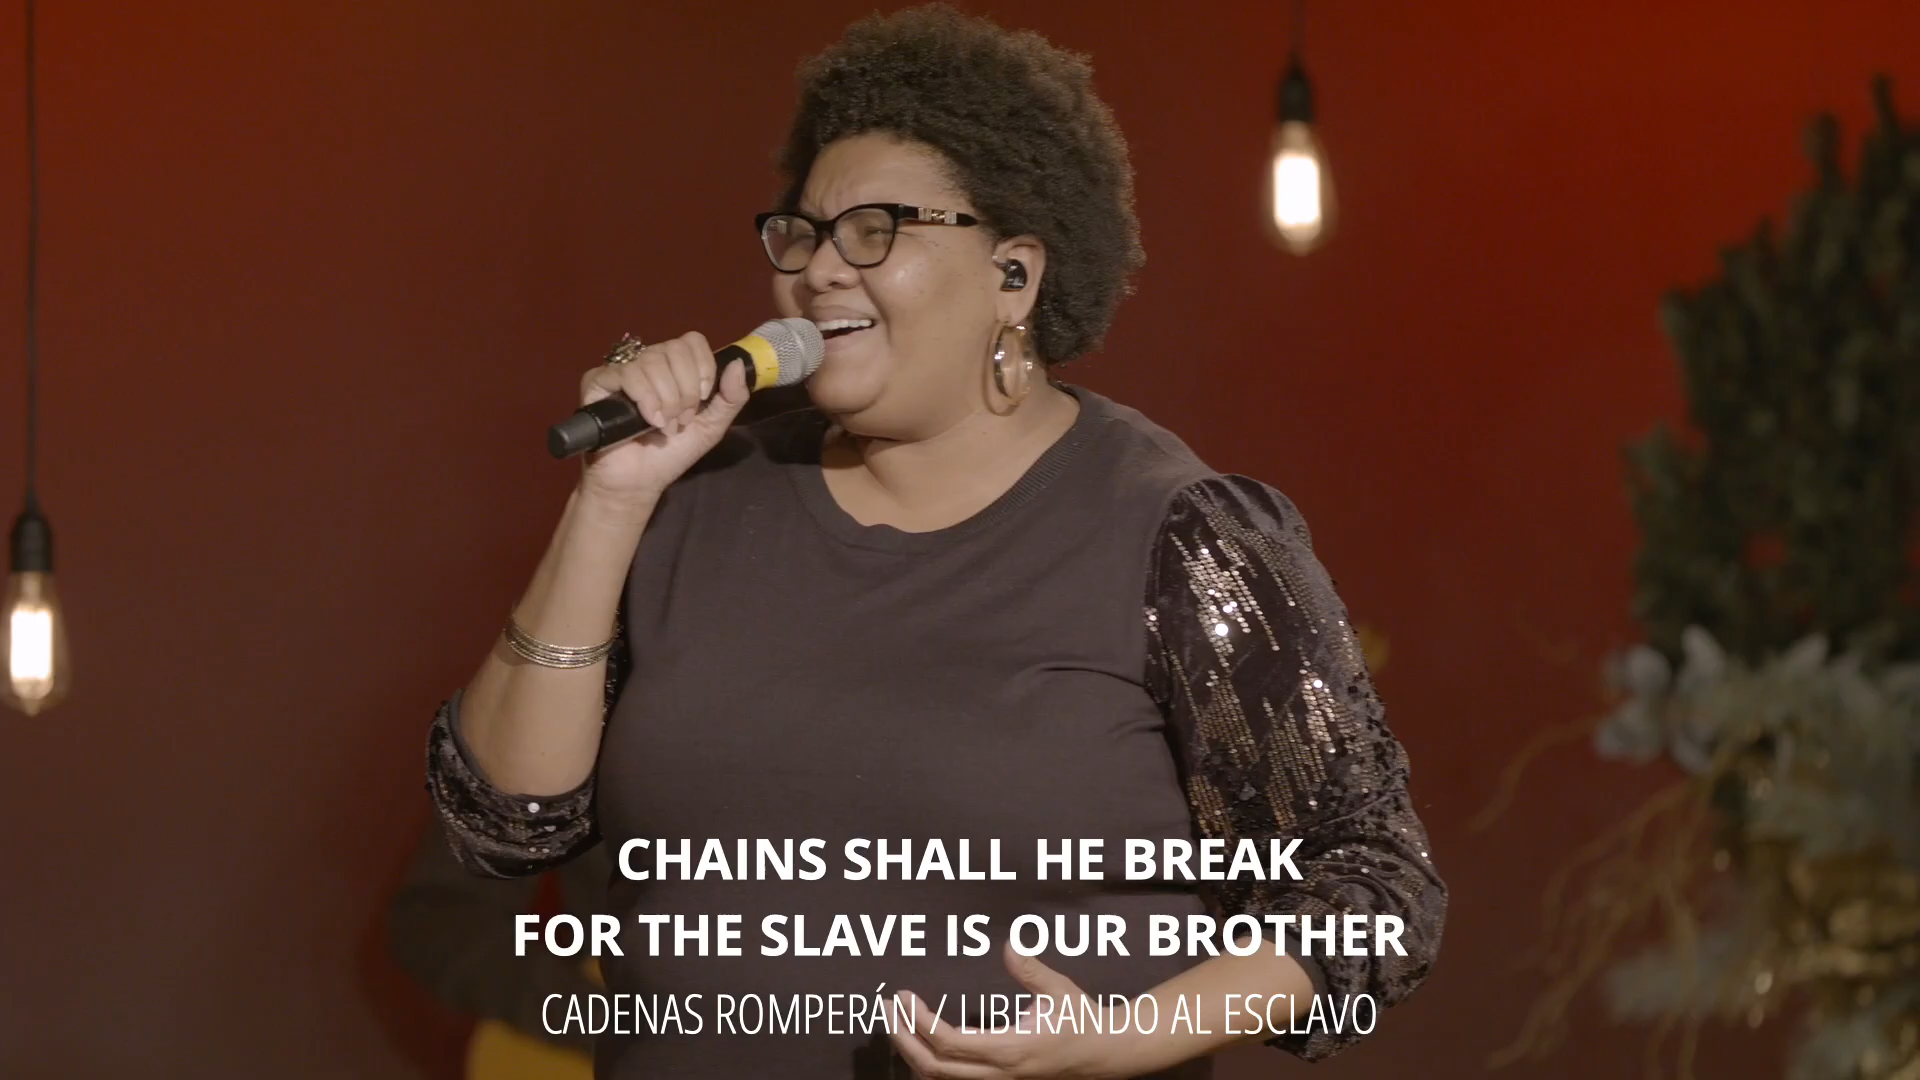 CHAINS SHALL HE BREAK
FOR THE SLAVE IS OUR BROTHER
CADENAS ROMPERÁN / LIBERANDO AL ESCLAVO